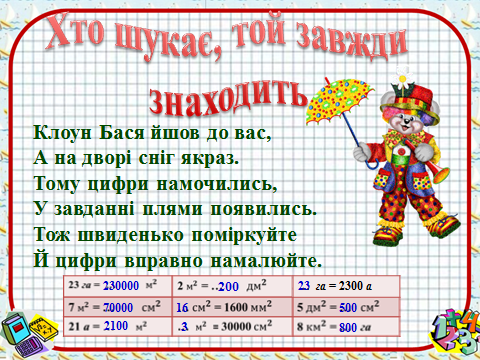 Хто шукає, той завжди
знаходить
Клоун Бася йшов до вас,
А на дворі сніг якраз.
Тому цифри намочились,
У завданні плями появились.
Тож швиденько поміркуйте
Й цифри вправно намалюйте.
23 га = 230000 м² 2 м² = ..200 дм² 23 га = 2300 а
7 м² = 70000 см² 16 см² = 1600 мм² 5 дм² = 500 см²
21 а = 2100 м² .3 м² = 30000 см² 8 км² = 800 га